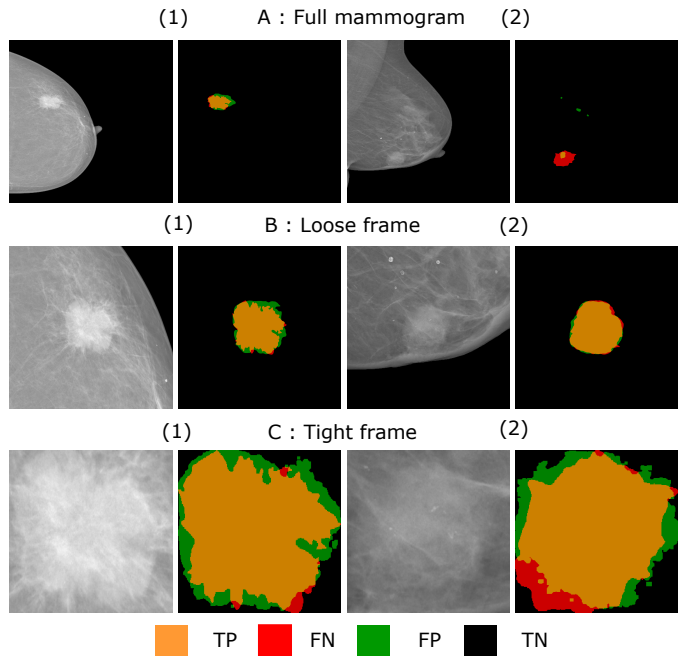 (1) A : Full mammogram (2)
(1) B : Loose frame (2)
(1) C : Tight frame (2)
TP FN FP TN